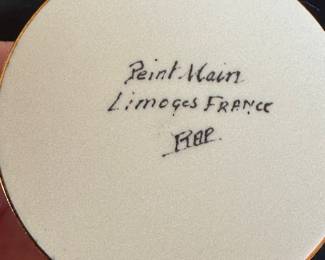 Peint Main
Limoges FRANCE